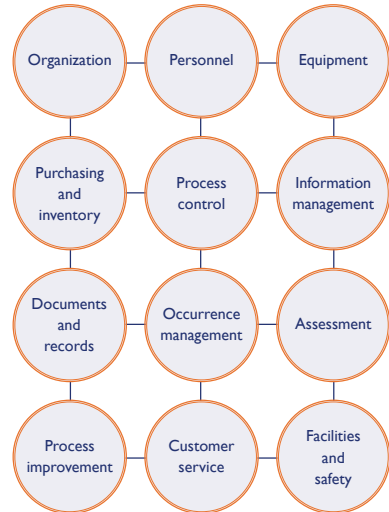 Organization
Personnel
Equipment
Purchasing
and
inventory
Process
control
Information
management
Documents
and
records
Occurrence
management
Assessment
Process
improvement
Customer
service
Facilities
and
safety